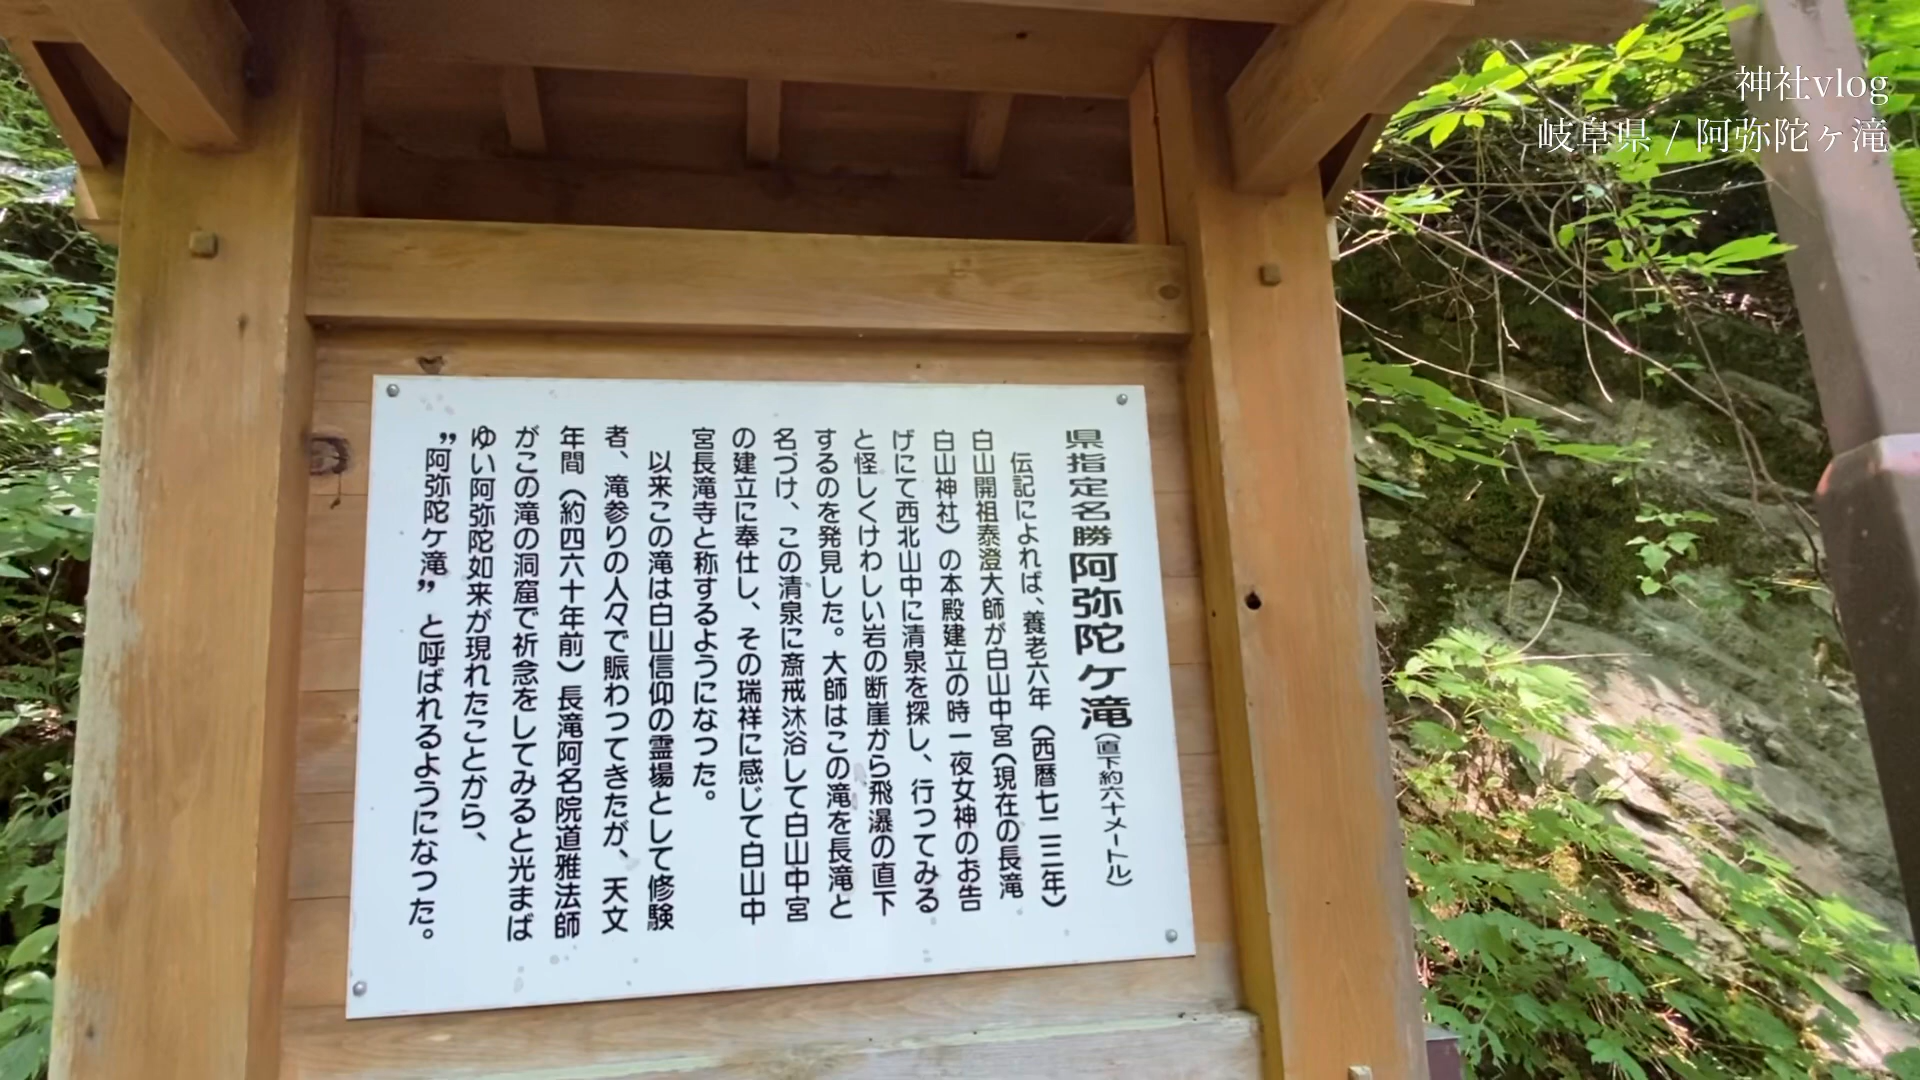 神社vlog
岐阜県 / 阿弥陀ヶ滝
県指定名勝 阿弥陀ケ滝(直下約六十メートル)
伝記によれば、養老六年(西暦七二三年)
白山開祖泰澄大師が白山中宮(現在の長滝
白山神社)の本殿建立の時一夜女神のお告
げにて西北山中に清泉を探し、行ってみる
と怪しくけわしい岩の断崖から飛瀑の直下
するのを発見した。大師はこの滝を長滝と
名づけ、この清泉に斎戒沐浴して白山中宮
の建立に奉仕し、その瑞祥に感じて白山中
宮長滝寺と称するようになった。
以来この滝は白山信仰の霊場として修験
者、滝参りの人々で賑わってきたが、天文
年間(約四六十年前)長滝阿名院道雅法師
がこの滝の洞窟で祈念をしてみると光まば
ゆい阿弥陀如来が現れたことから、
”阿弥陀ケ滝”と呼ばれるようになった。